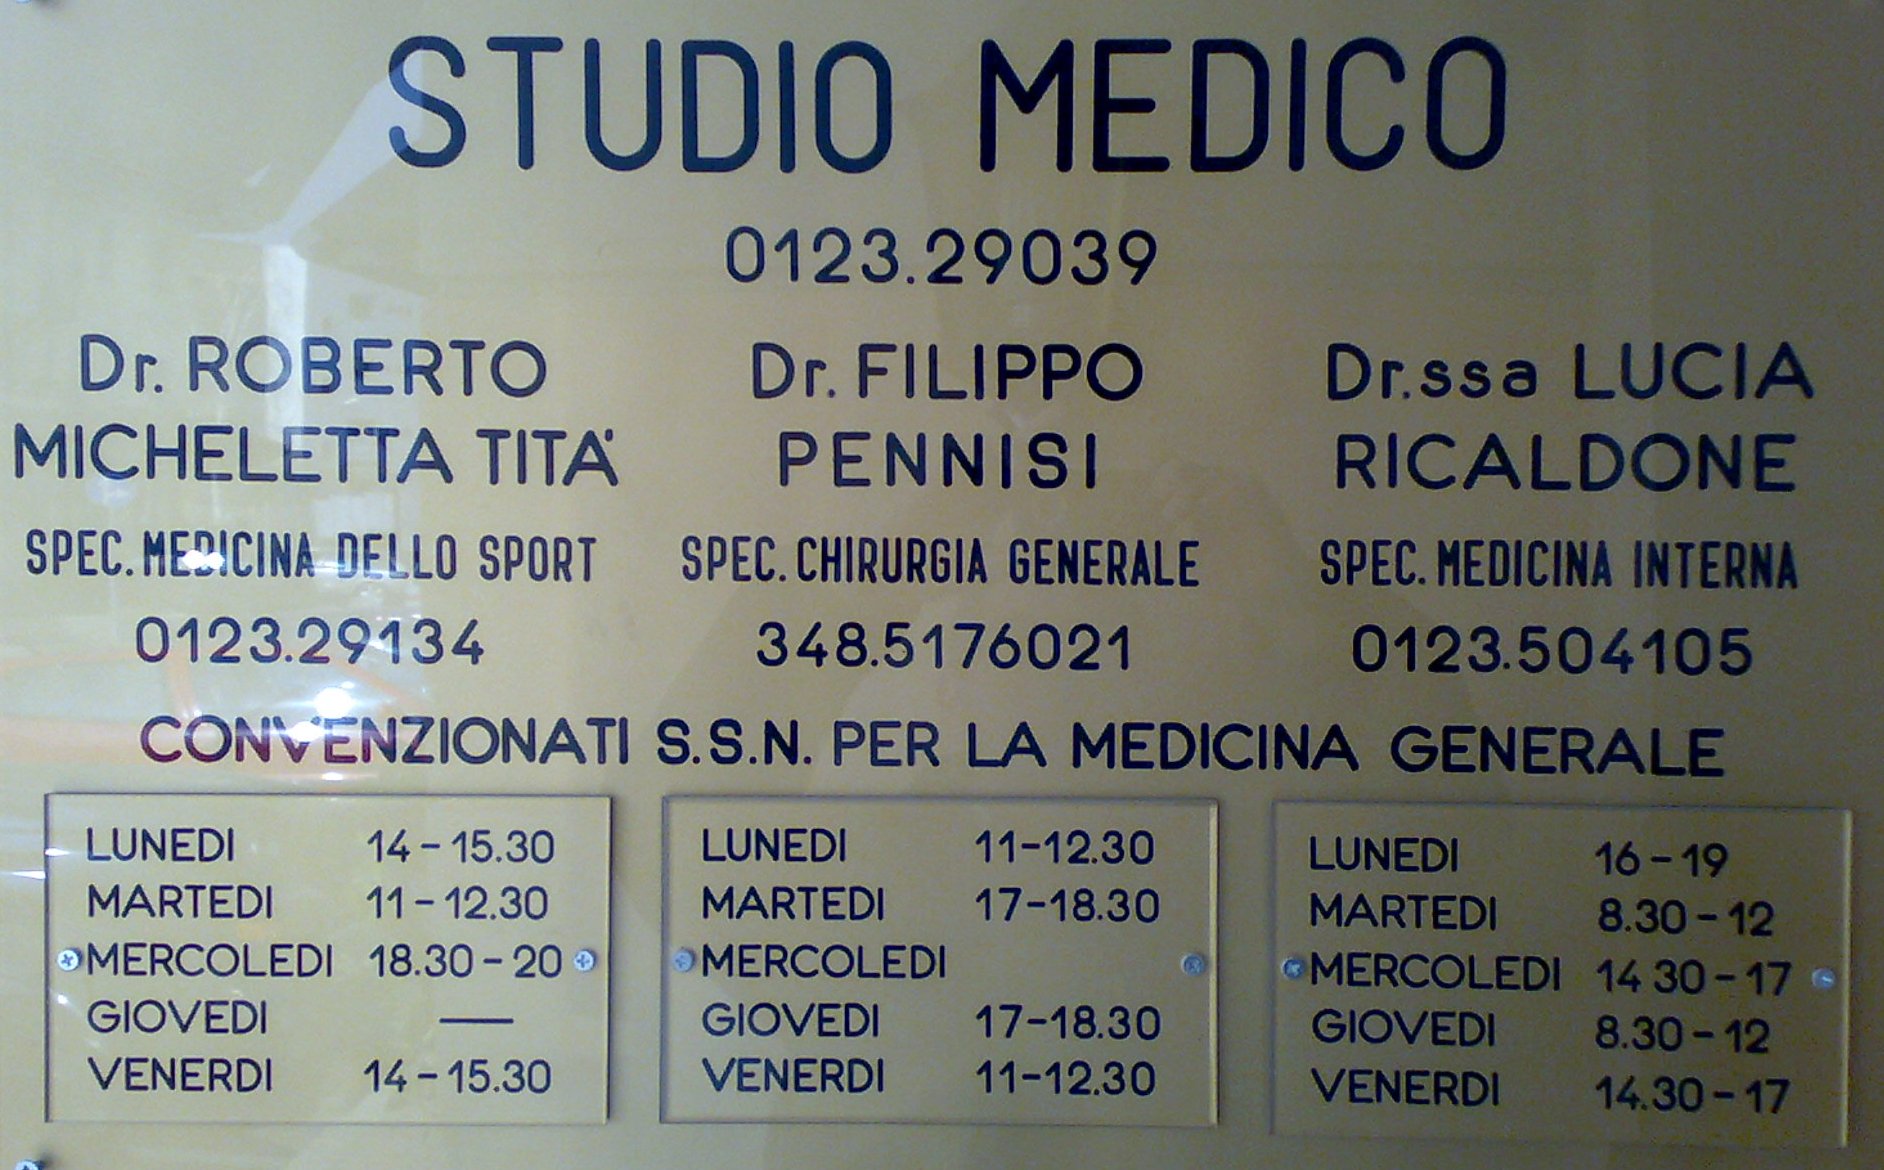 STUDIO MEDICO
0123.29039
Dr. ROBERTO
MICHELETTA TITA'
SPEC. MEDICINA DELLO SPORT
0123.29134
Dr. FILIPPO
PENNISI
SPEC. CHIRURGIA GENERALE
348.5176021
Dr.ssa LUCIA
RICALDONE
SPEC. MEDICINA INTERNA
0123.504105
CONVENZIONATI S.S.N. PER LA MEDICINA GENERALE
LUNEDI 14-15.30
MARTEDI 11-12.30
MERCOLEDI 18.30-20
GIOVEDI —
VENERDI 14-15.30
LUNEDI 11-12.30
MARTEDI 17-18.30
MERCOLEDI
GIOVEDI 17-18.30
VENERDI 11-12.30
LUNEDI 16-19
MARTEDI 8.30-12
MERCOLEDI 14 30-17
GIOVEDI 8.30-12
VENERDI 14.30-17